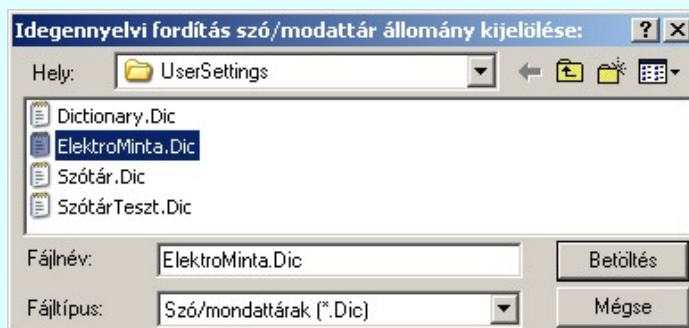 Idegennyelvi fordítás szó/modattár állomány kijelölése:
Hely: UserSettings
Dictionary.Dic
ElektroMinta.Dic
Szótár.Dic
SzótárTeszt.Dic
Fájlnév: ElektroMinta.Dic Betöltés
Fájltípus: Szó/mondattárak (*.Dic) Mégse